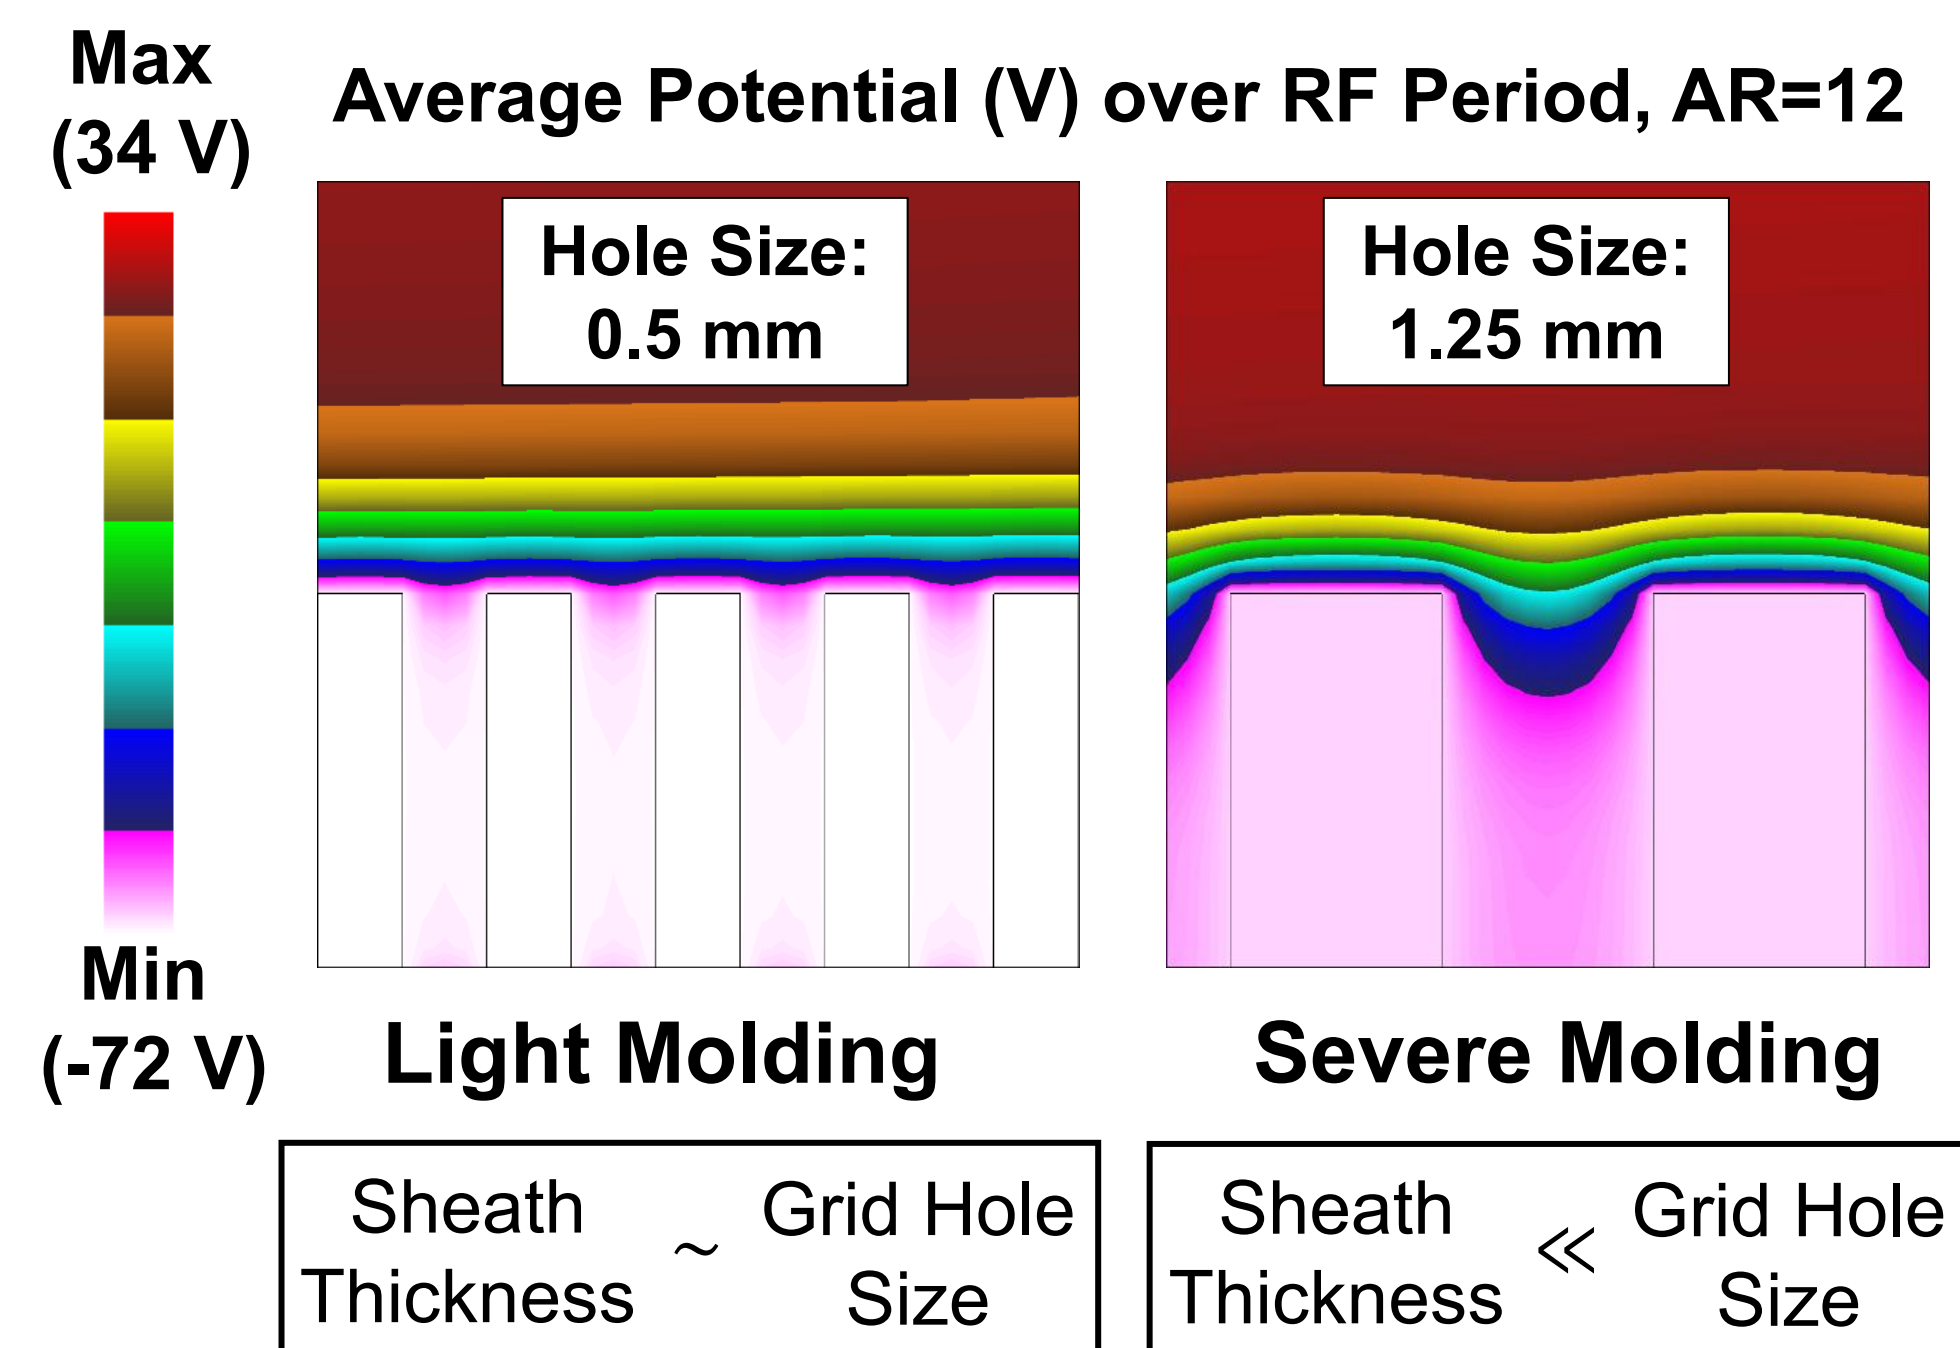 Max
(34 V)
Average Potential (V) over RF Period, AR=12
Hole Size:
0.5 mm
Hole Size:
1.25 mm
Min
(-72 V)
Light Molding
Severe Molding
Sheath
Thickness
~
Grid Hole
Size
Sheath
Thickness
≪
Grid Hole
Size